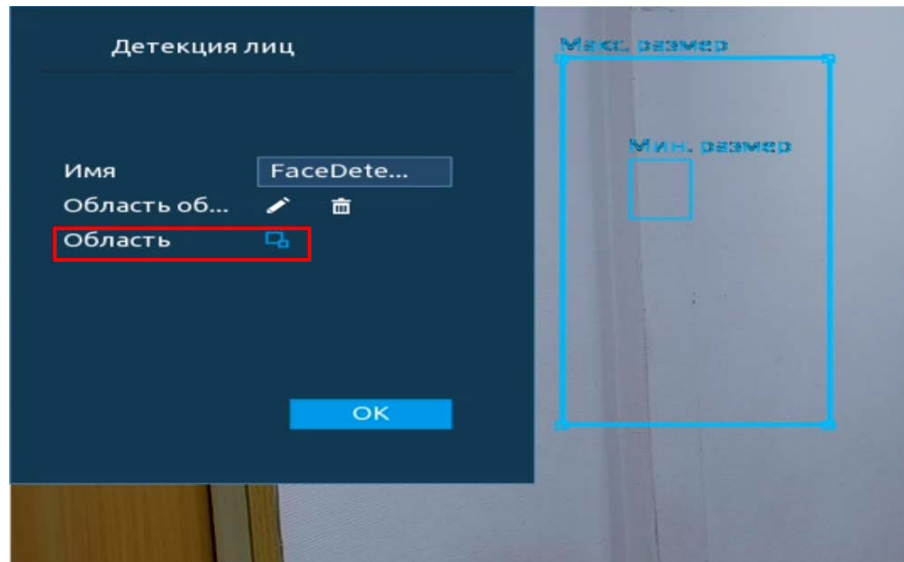 Детекция лиц
Макс. размер
Мин. размер
Имя FaceDete...
Область об...
Область
OK